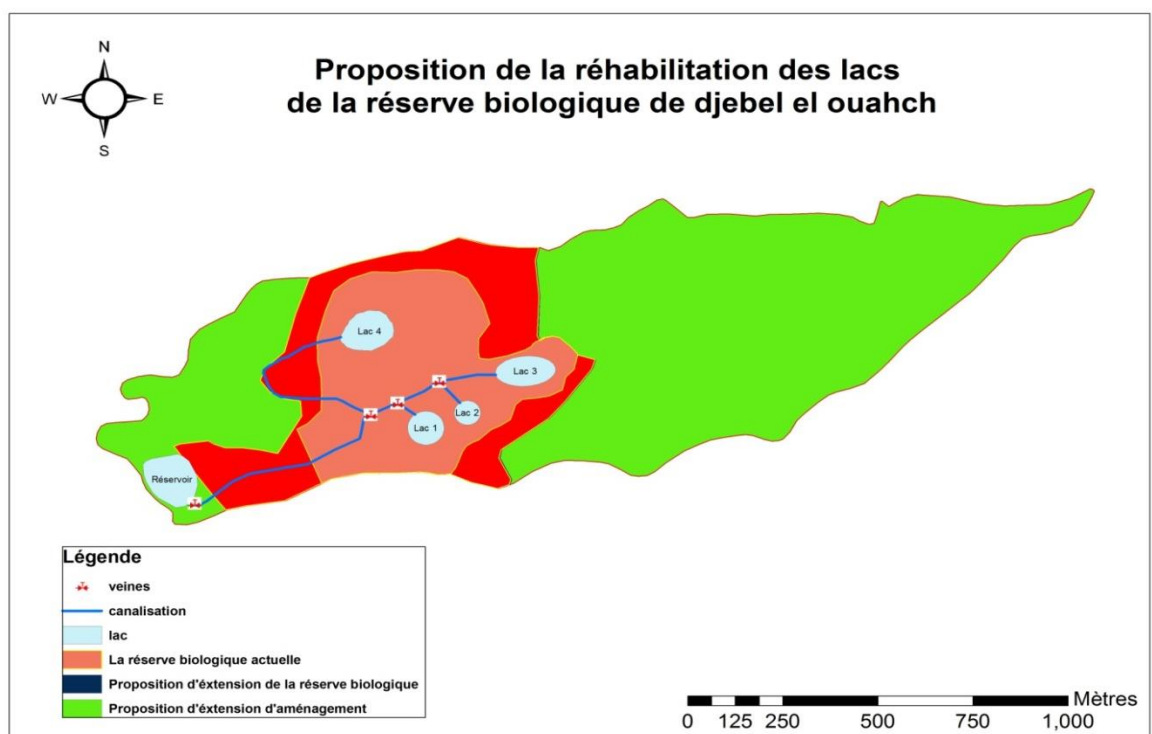 N
W E
S
Proposition de la réhabilitation des lacs
de la réserve biologique de djebel el ouahch
Lac 4
Lac 3
Lac 2
Lac 1
Réservoir
Légende
veines
canalisation
lac
La réserve biologique actuelle
Proposition d'éxtension de la réserve biologique
Proposition d'éxtension d'aménagement
Mètres
0 125 250 500 750 1,000